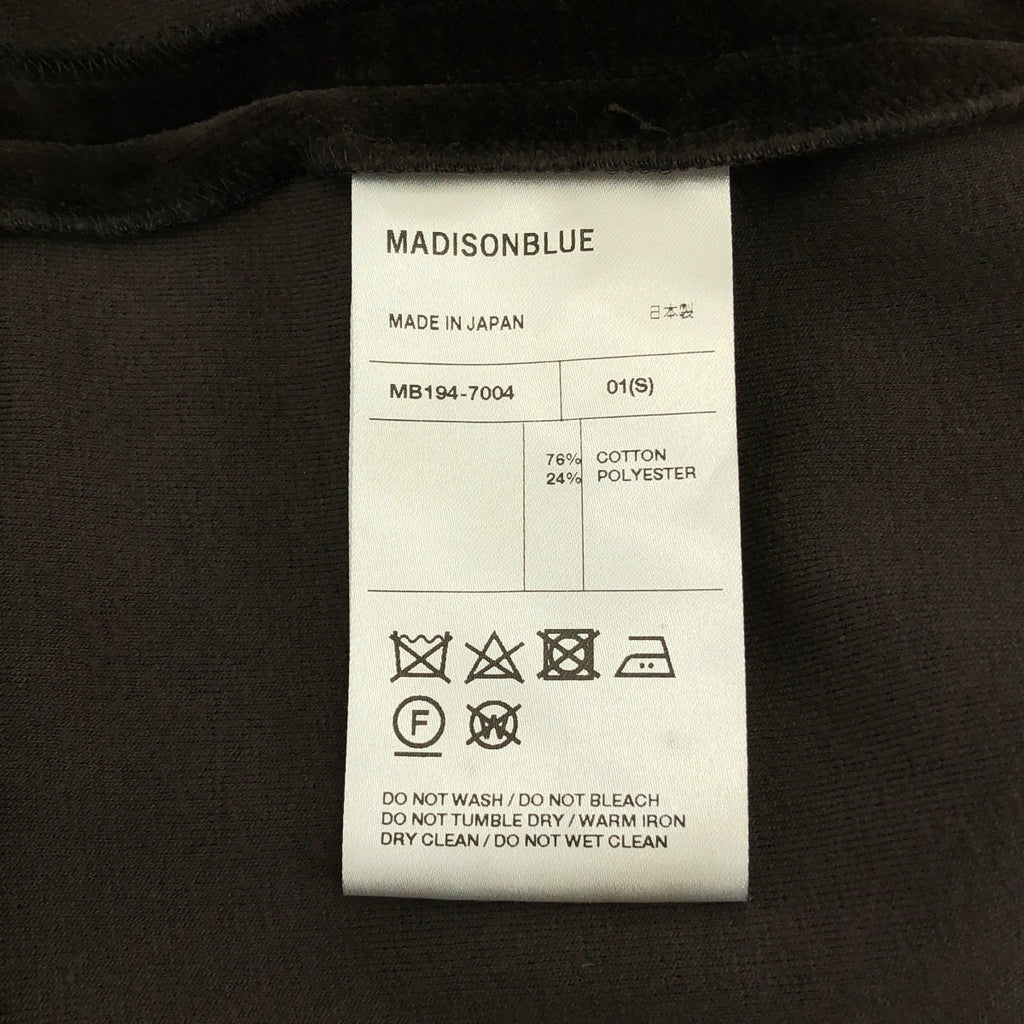 MADISONBLUE
MADE IN JAPAN 日本製
MB194-7004 01(S)
76% COTTON
24% POLYESTER
F W
DO NOT WASH / DO NOT BLEACH
DO NOT TUMBLE DRY / WARM IRON
DRY CLEAN / DO NOT WET CLEAN